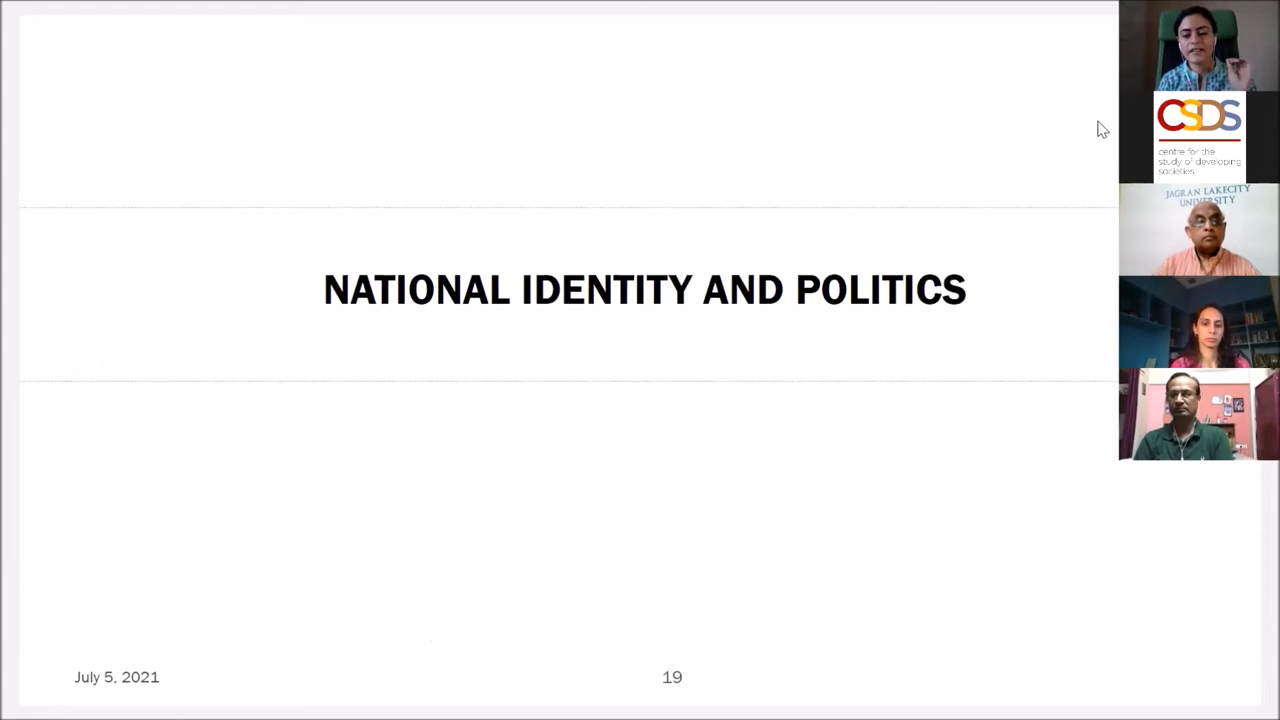 NATIONAL IDENTITY AND POLITICS
July 5, 2021
19
CSDS
centre for the
study of developing
societies
JAGRAN LAKECITY
UNIVERSITY